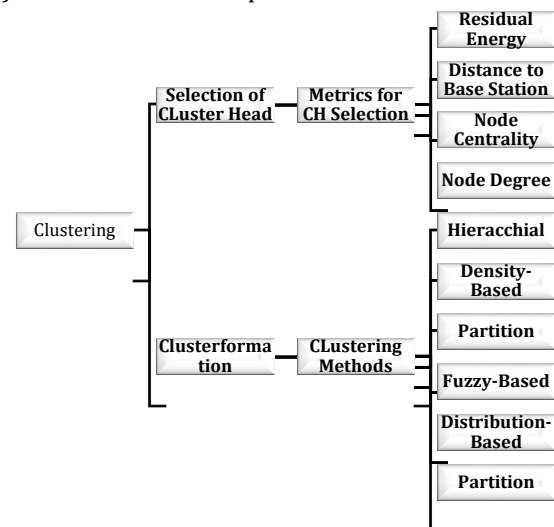 Residual
Energy
Distance to
Base Station
Selection of
CLuster Head
Metrics for
CH Selection
Node
Centrality
Node Degree
Clustering
Hieracchial
Density-
Based
Partition
Clusterforma
tion
CLustering
Methods
Fuzzy-Based
Distribution-
Based
Partition